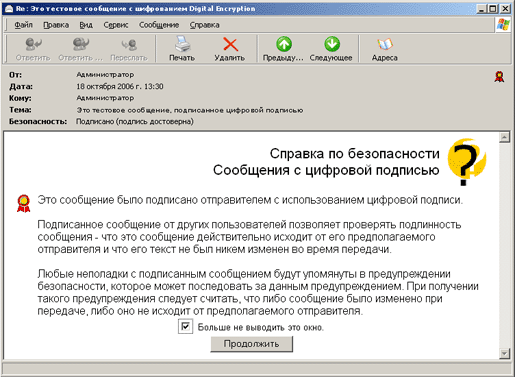 Re: Это тестовое сообщение с шифрованием Digital Encryption
Файл Правка Вид Сервис Сообщение Справка
Ответить Ответить ... Переслать Печать Удалить Предыду... Следующее Адреса
От: Администратор
Дата: 18 октября 2006 г. 13:30
Кому: Администратор
Тема: Это тестовое сообщение, подписанное цифровой подписью
Безопасность: Подписано (подпись достоверна)
Справка по безопасности
Сообщения с цифровой подписью
Это сообщение было подписано отправителем с использованием цифровой подписи.
Подписанное сообщение от других пользователей позволяет проверять подлинность
сообщения - что это сообщение действительно исходит от его предполагаемого
отправителя и что его текст не был никем изменен во время передачи.
Любые неполадки с подписанным сообщением будут упомянуты в предупреждении
безопасности, которое может последовать за данным предупреждением. При получении
такого предупреждения следует считать, что либо сообщение было изменено при
передаче, либо оно не исходит от предполагаемого отправителя.
Больше не выводить это окно.
Продолжить